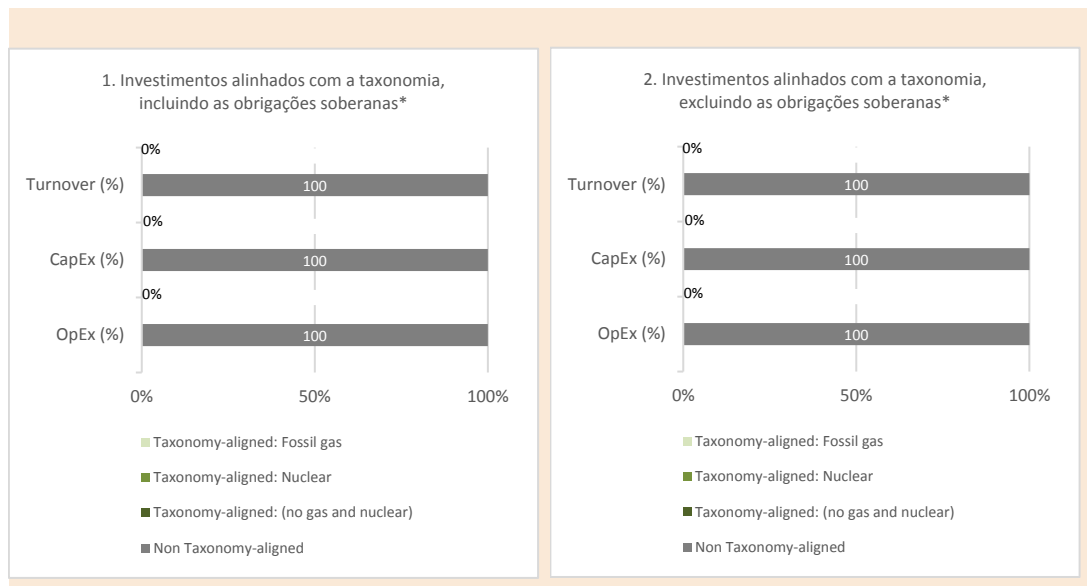 1. Investimentos alinhados com a taxonomia,
incluindo as obrigações soberanas*
0%
Turnover (%)
100
0%
CapEx (%)
100
0%
OpEx (%)
100
0%
50%
100%
Taxonomy-aligned: Fossil gas
Taxonomy-aligned: Nuclear
Taxonomy-aligned: (no gas and nuclear)
Non Taxonomy-aligned
2. Investimentos alinhados com a taxonomia,
excluindo as obrigações soberanas*
0%
Turnover (%)
100
0%
CapEx (%)
100
0%
OpEx (%)
100
0%
50%
100%
Taxonomy-aligned: Fossil gas
Taxonomy-aligned: Nuclear
Taxonomy-aligned: (no gas and nuclear)
Non Taxonomy-aligned